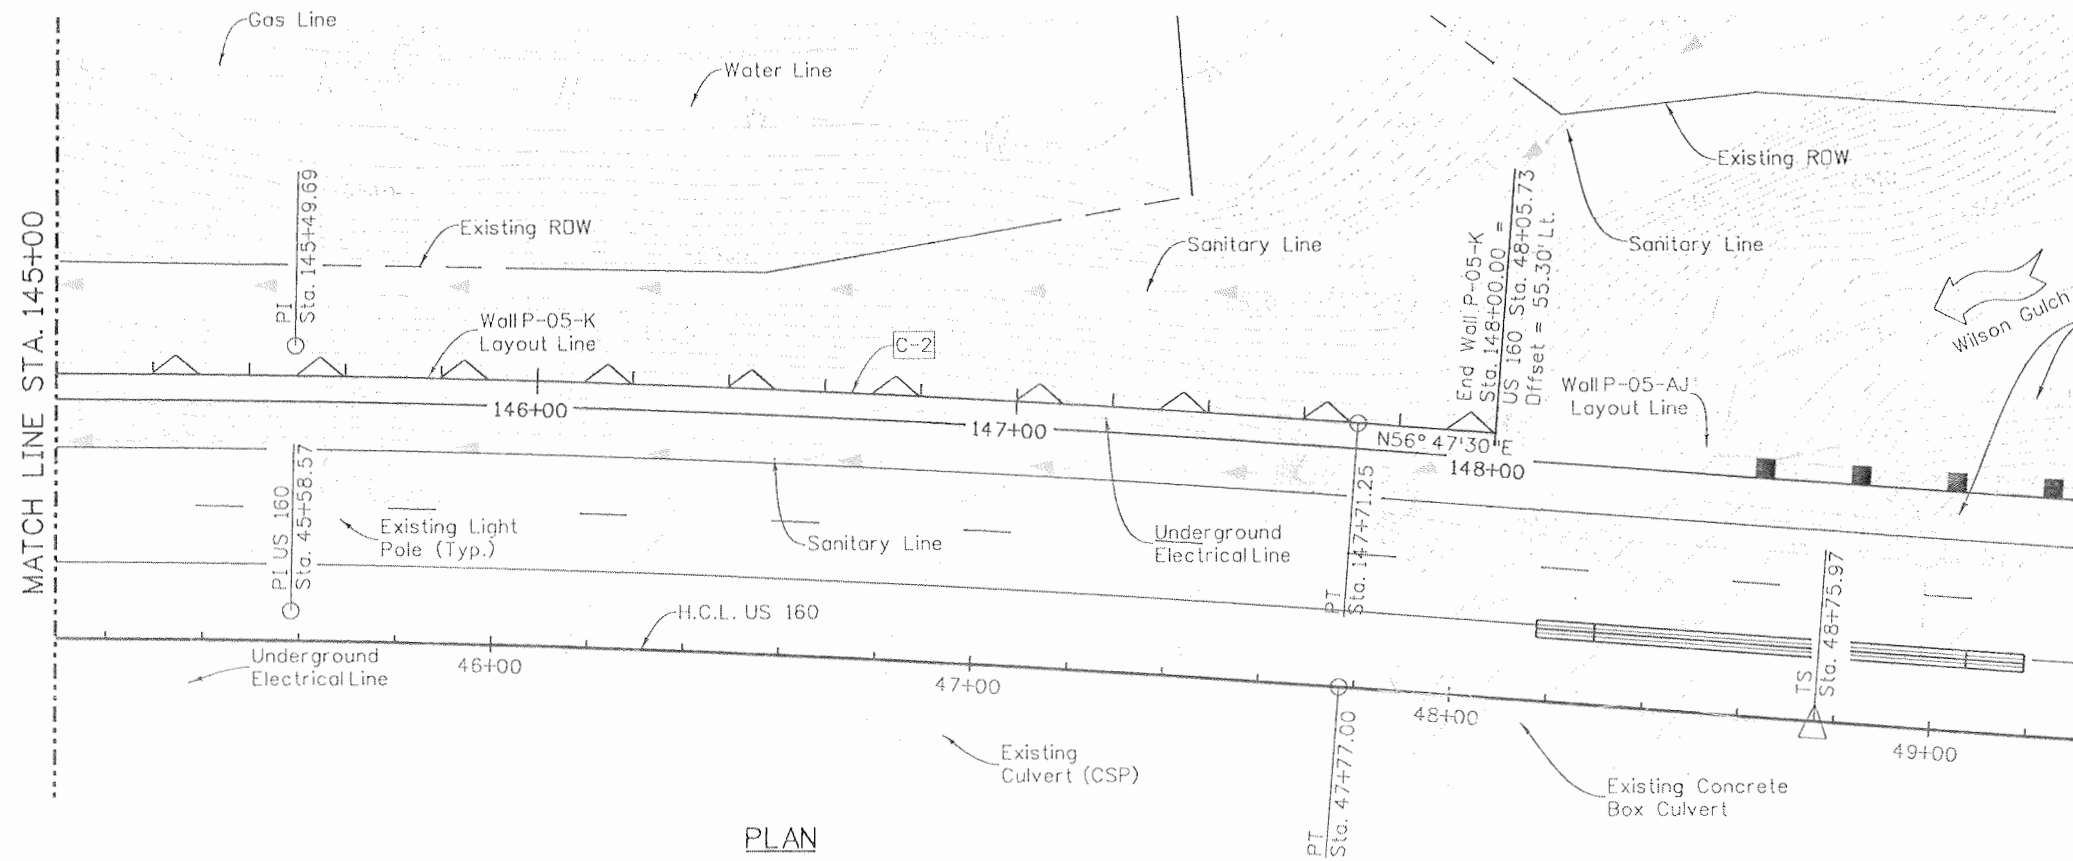 Gas Line
Water Line
Existing ROW
Sanitary Line
Existing ROW
Sanitary Line
MATCH LINE STA. 145+00
PI
Sta. 145+49.69
Wall P-05-K
Layout Line
C-2
End Wall P-05-K
Sta. 148+00.00 =
US 160 Sta. 48+05.73
Offset = 55.30' Lt.
Wilson Gulch
Wall P-05-AJ
Layout Line
146+00
147+00
N56° 47'30"E
148+00
PI US 160
Sta. 45+58.57
Existing Light
Pole (Typ.)
Sanitary Line
Underground
Electrical Line
PT
Sta. 147+71.25
TS
Sta. 48+75.97
H.C.L. US 160
Underground
Electrical Line
46+00
47+00
48+00
49+00
Existing
Culvert (CSP)
PT
Sta. 47+77.00
Existing Concrete
Box Culvert
PLAN